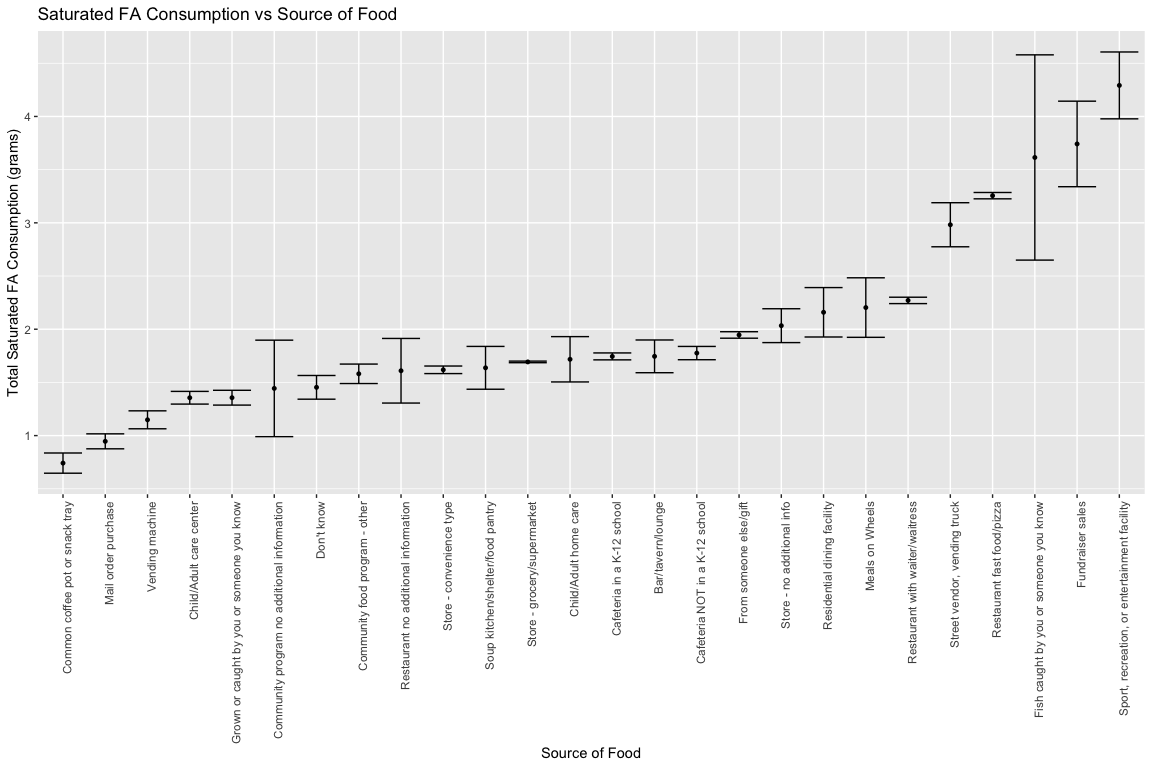 Saturated FA Consumption vs Source of Food
Total Saturated FA Consumption (grams)
4
3
2
1
Common coffee pot or snack tray
Mail order purchase
Vending machine
Child/Adult care center
Grown or caught by you or someone you know
Community program no additional information
Don't know
Community food program - other
Restaurant no additional information
Store - convenience type
Soup kitchen/shelter/food pantry
Store - grocery/supermarket
Child/Adult home care
Cafeteria in a K-12 school
Bar/tavern/lounge
Cafeteria NOT in a K-12 school
From someone else/gift
Store - no additional info
Residential dining facility
Meals on Wheels
Restaurant with waiter/waitress
Street vendor, vending truck
Restaurant fast food/pizza
Fish caught by you or someone you know
Fundraiser sales
Sport, recreation, or entertainment facility
Source of Food